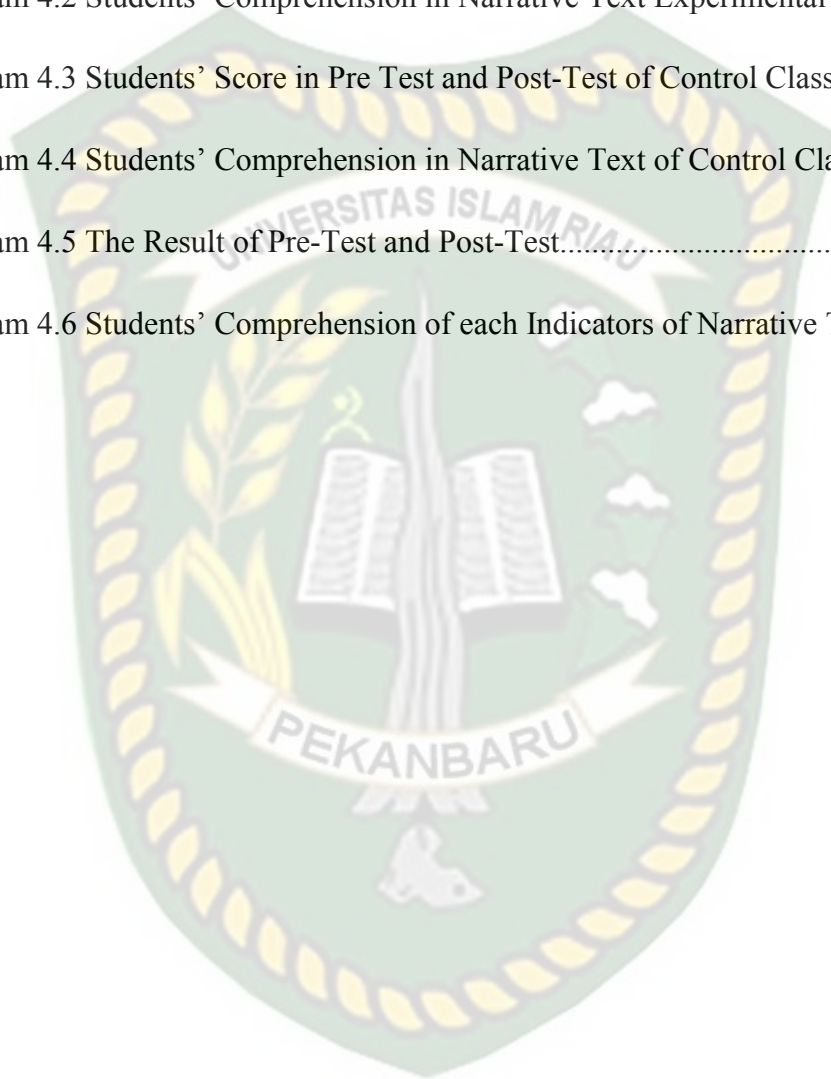 am 4.2 Students' Comprehension in Narrative Text Experimental
am 4.3 Students’ Score in Pre Test and Post-Test of Control Class
am 4.4 Students’ Comprehension in Narrative Text of Control Cla
UNIVERSITAS ISLAM RIAU
am 4.5 The Result of Pre-Test and Post-Test..................................
am 4.6 Students’ Comprehension of each Indicators of Narrative T
PEKANBARU